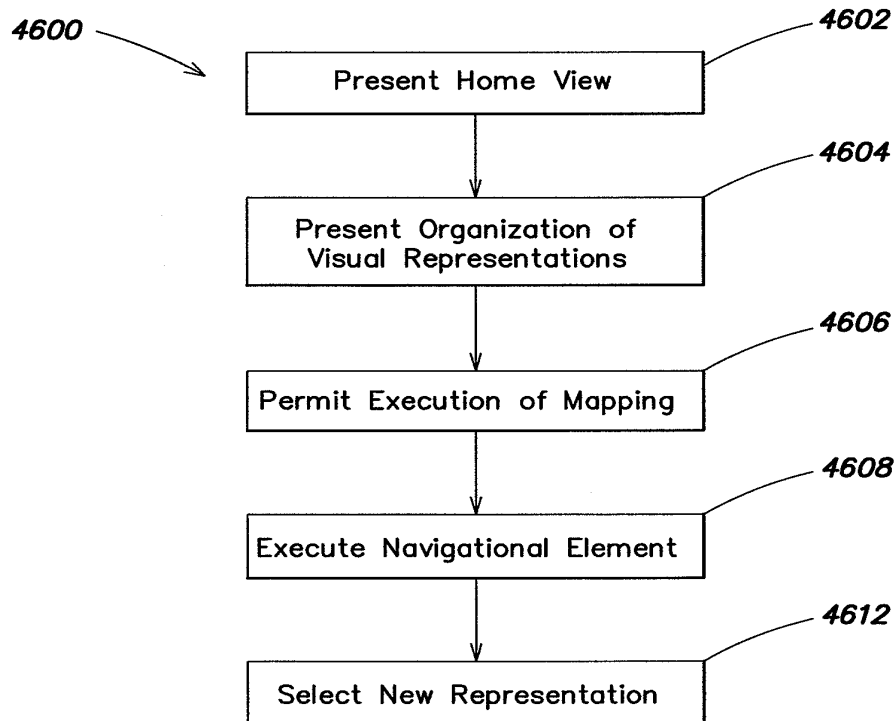 4600
4602
Present Home View
4604
Present Organization of
Visual Representations
4606
Permit Execution of Mapping
4608
Execute Navigational Element
4612
Select New Representation